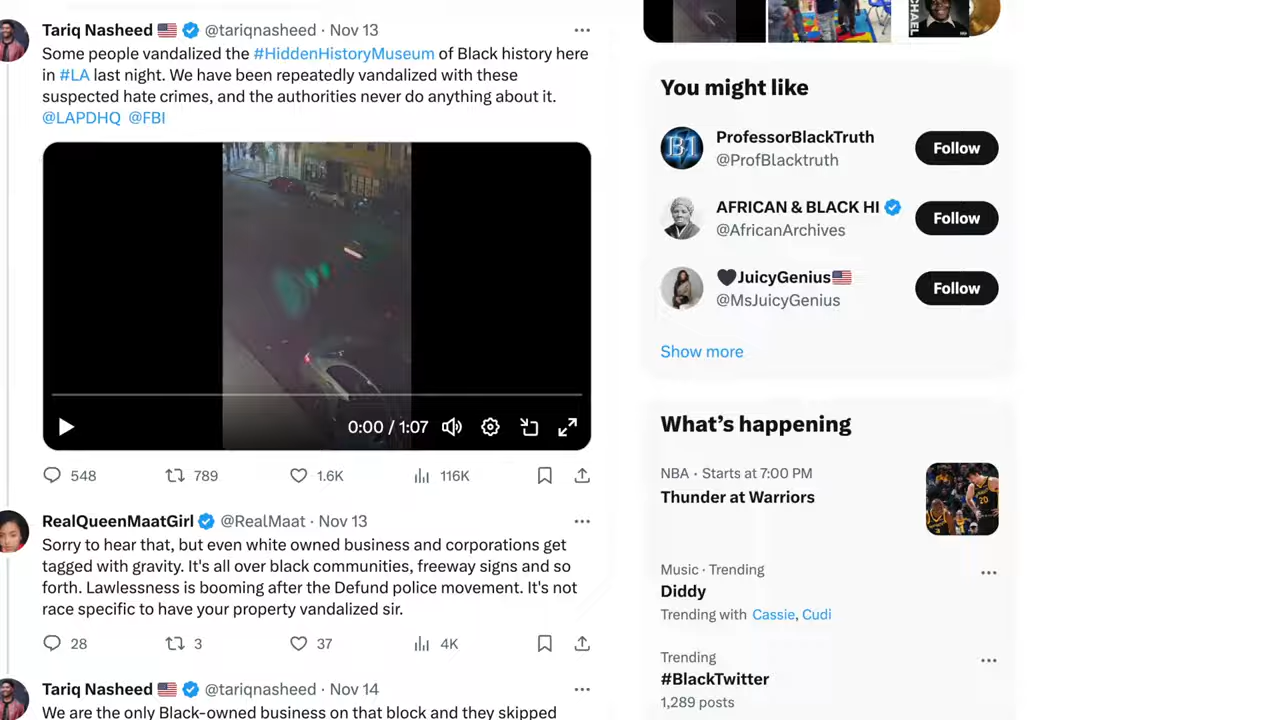 Tariq Nasheed 🇺🇸 @tariqnasheed · Nov 13
Some people vandalized the #HiddenHistoryMuseum of Black history here
in #LA last night. We have been repeatedly vandalized with these
suspected hate crimes, and the authorities never do anything about it.
@LAPDHQ @FBI
0:00 / 1:07
548 789 1.6K 116K
RealQueenMaatGirl @RealMaat · Nov 13
Sorry to hear that, but even white owned business and corporations get
tagged with gravity. It's all over black communities, freeway signs and so
forth. Lawlessness is booming after the Defund police movement. It's not
race specific to have your property vandalized sir.
28 3 37 4K
Tariq Nasheed 🇺🇸 @tariqnasheed · Nov 14
We are the only Black-owned business on that block and they skipped
MICHAEL
You might like
ProfessorBlackTruth
@ProfBlacktruth
Follow
AFRICAN & BLACK HI
@AfricanArchives
Follow
🖤JuicyGenius🇺🇸
@MsJuicyGenius
Follow
Show more
What's happening
NBA · Starts at 7:00 PM
Thunder at Warriors
Music · Trending
Diddy
Trending with Cassie, Cudi
Trending
#BlackTwitter
1,289 posts